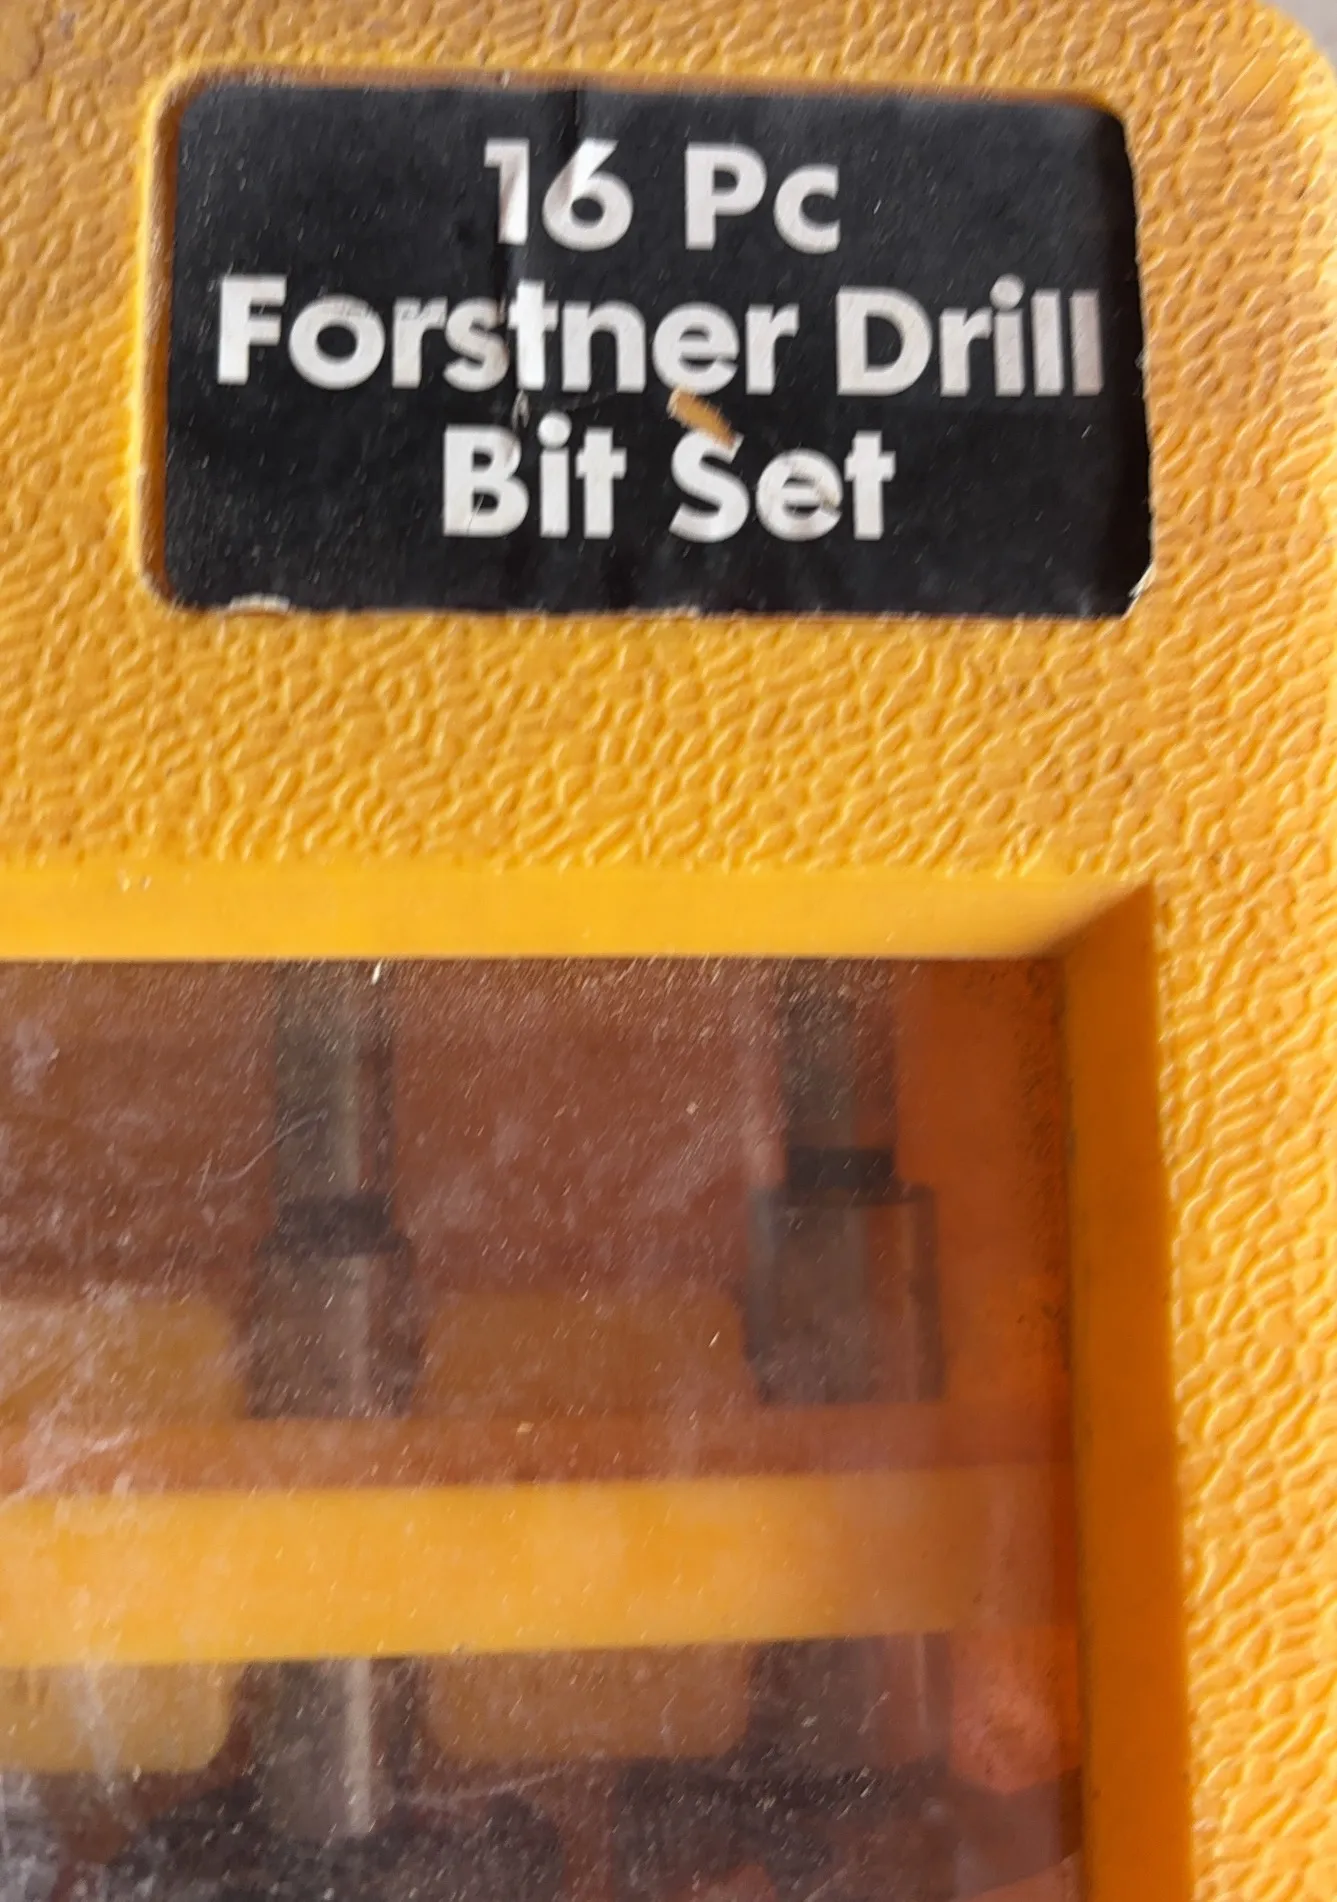 16 Pc
Forstner Drill
Bit Set